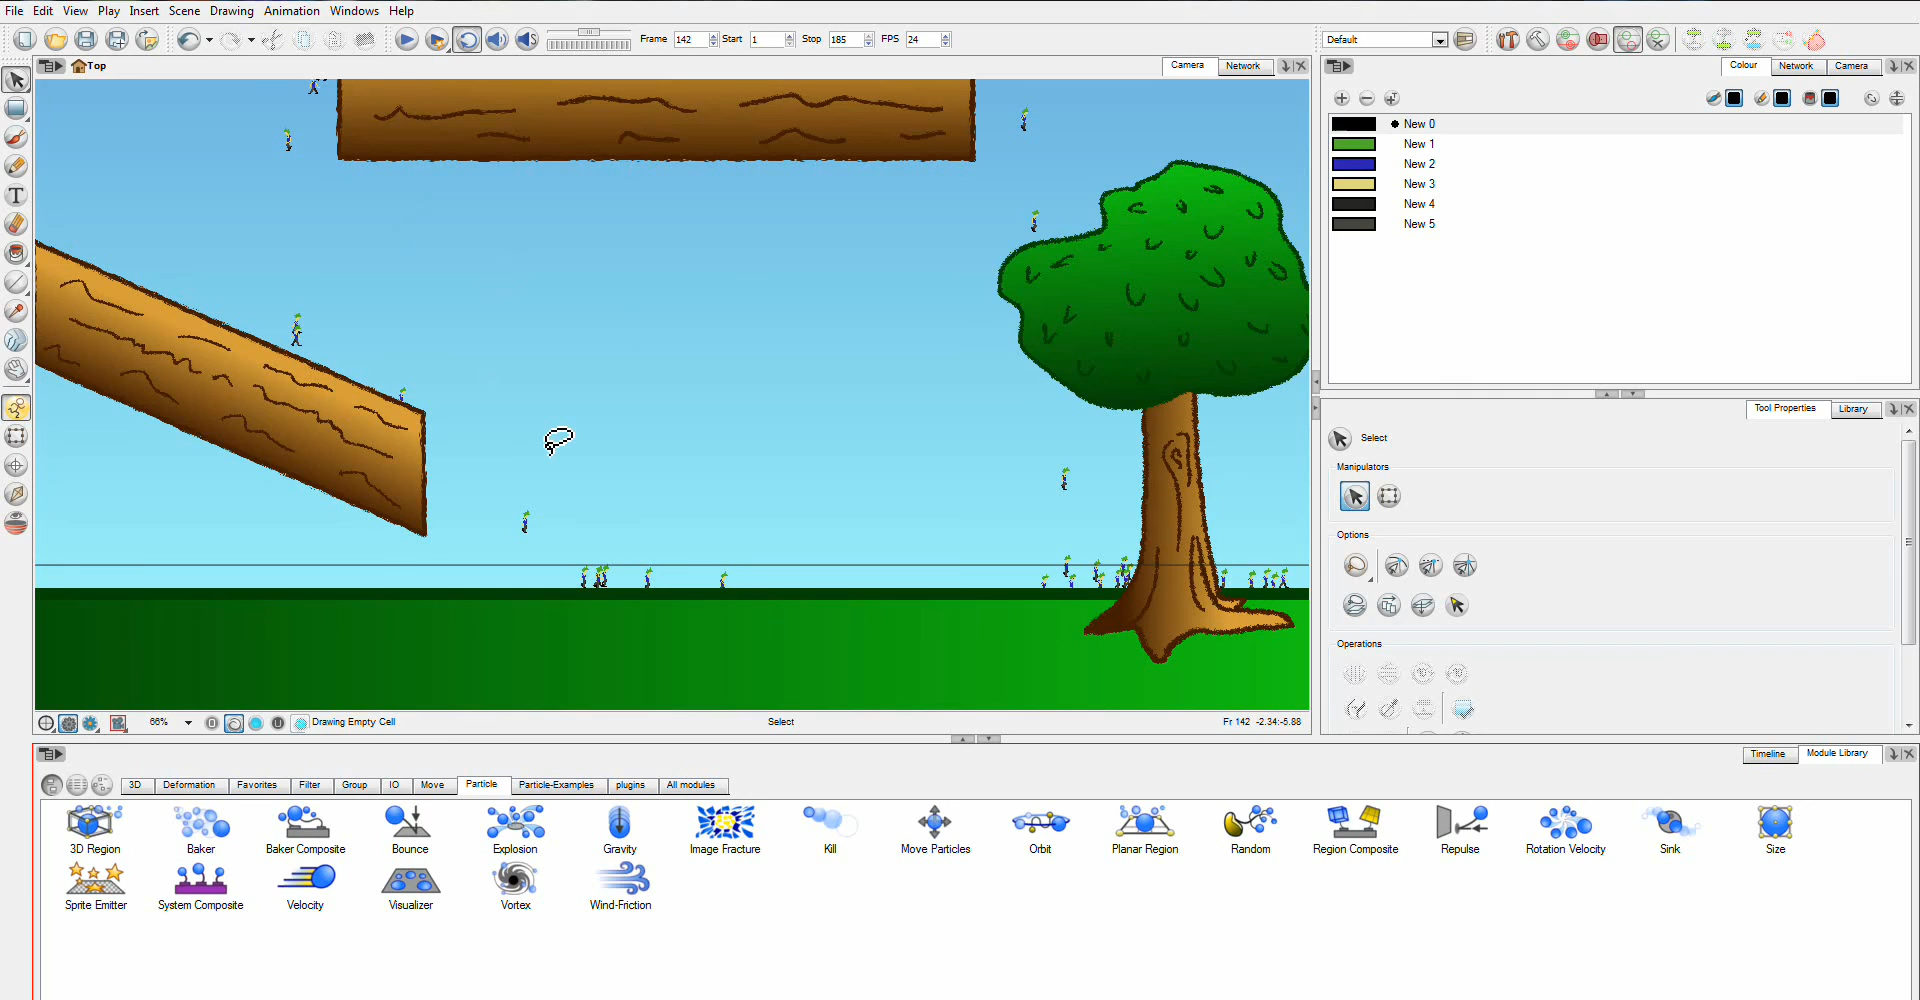 File Edit View Play Insert Scene Drawing Animation Windows Help
Frame 142 Start 1 Stop 185 FPS 24
Default
Top
Camera Network
Colour Network Camera
New 0
New 1
New 2
New 3
New 4
New 5
Tool Properties Library
Select
Manipulators
Options
Operations
66% Drawing Empty Cell Select Fr 142 -2.34:-5.88
Timeline Module Library
3D Deformation Favorites Filter Group IO Move Particle Particle-Examples plugins All modules
3D Region Baker Baker Composite Bounce Explosion Gravity Image Fracture Kill Move Particles Orbit Planar Region Random Region Composite Repulse Rotation Velocity Sink Size
Sprite Emitter System Composite Velocity Visualizer Vortex Wind-Friction